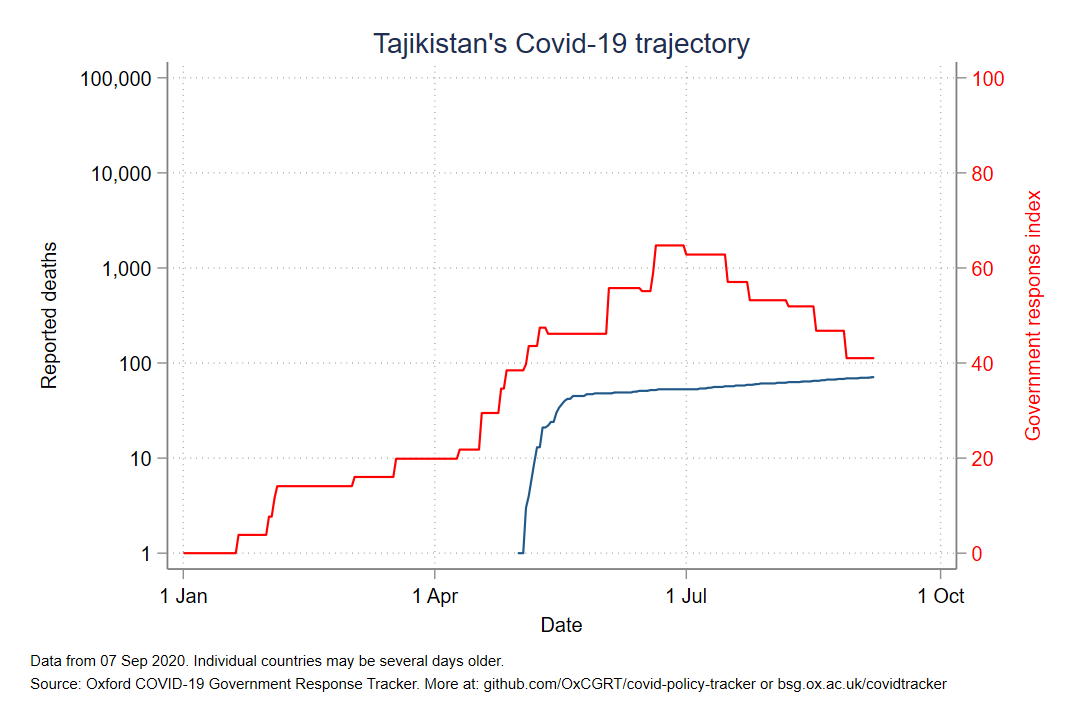 Tajikistan's Covid-19 trajectory
100,000
10,000
1,000
100
10
1
Reported deaths
100
80
60
40
20
0
Government response index
1 Jan
1 Apr
1 Jul
1 Oct
Date
Data from 07 Sep 2020. Individual countries may be several days older.
Source: Oxford COVID-19 Government Response Tracker. More at: github.com/OxCGRT/covid-policy-tracker or bsg.ox.ac.uk/covidtracker